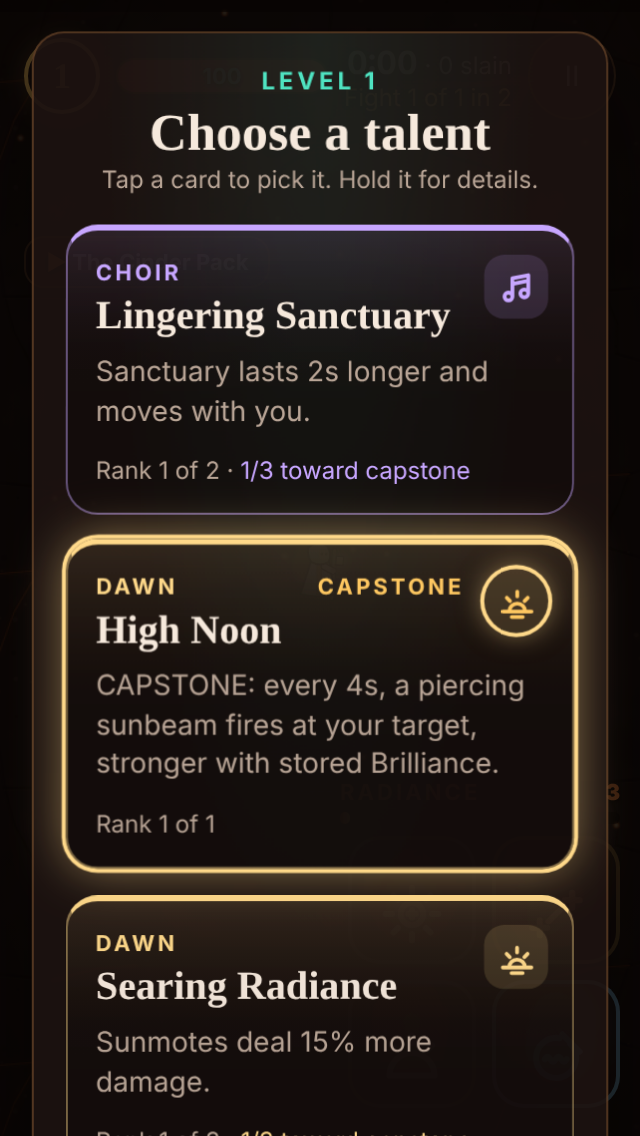 LEVEL 1
Choose a talent
Tap a card to pick it. Hold it for details.
CHOIR
Lingering Sanctuary
Sanctuary lasts 2s longer and
moves with you.
Rank 1 of 2 · 1/3 toward capstone
DAWN
CAPSTONE
High Noon
CAPSTONE: every 4s, a piercing
sunbeam fires at your target,
stronger with stored Brilliance.
Rank 1 of 1
DAWN
Searing Radiance
Sunmotes deal 15% more
damage.